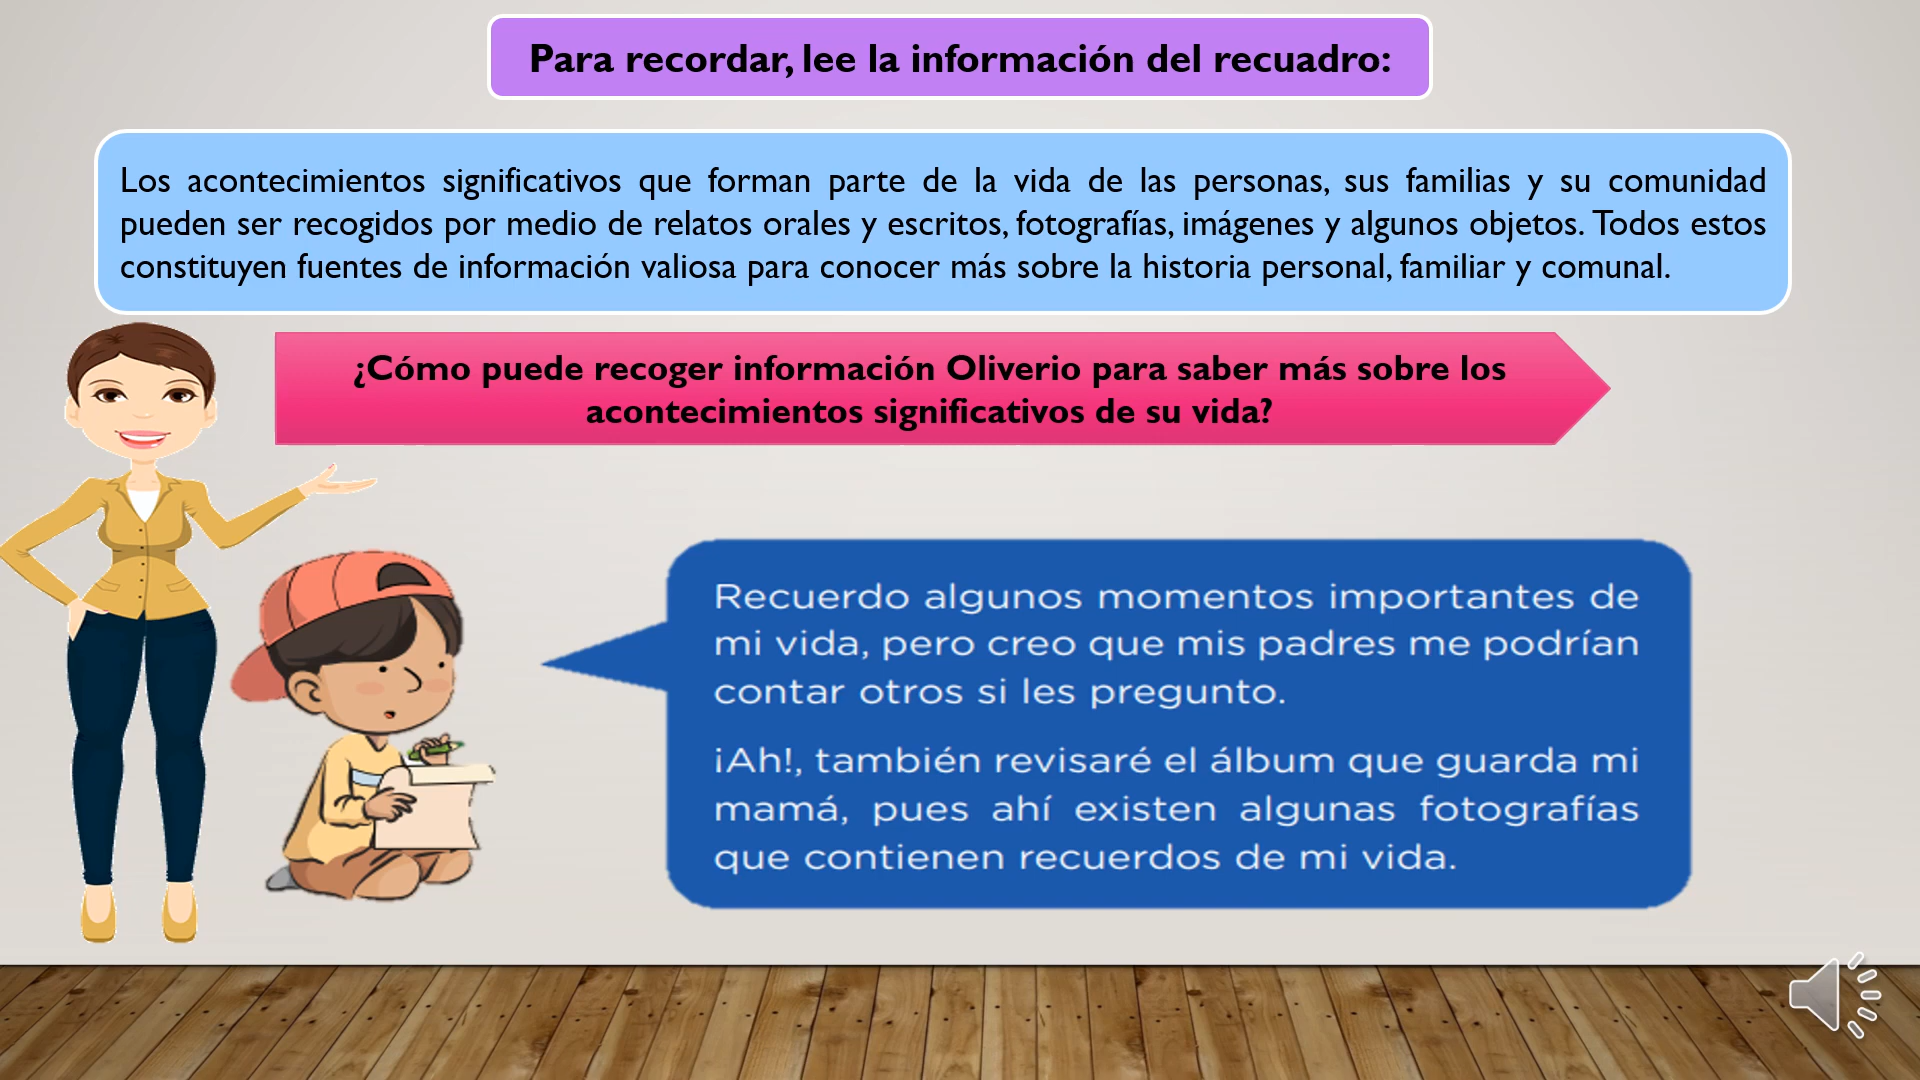 Para recordar, lee la información del recuadro:
Los acontecimientos significativos que forman parte de la vida de las personas, sus familias y su comunidad
pueden ser recogidos por medio de relatos orales y escritos, fotografías, imágenes y algunos objetos. Todos estos
constituyen fuentes de información valiosa para conocer más sobre la historia personal, familiar y comunal.
¿Cómo puede recoger información Oliverio para saber más sobre los
acontecimientos significativos de su vida?
Recuerdo algunos momentos importantes de
mi vida, pero creo que mis padres me podrían
contar otros si les pregunto.
¡Ah!, también revisaré el álbum que guarda mi
mamá, pues ahí existen algunas fotografías
que contienen recuerdos de mi vida.